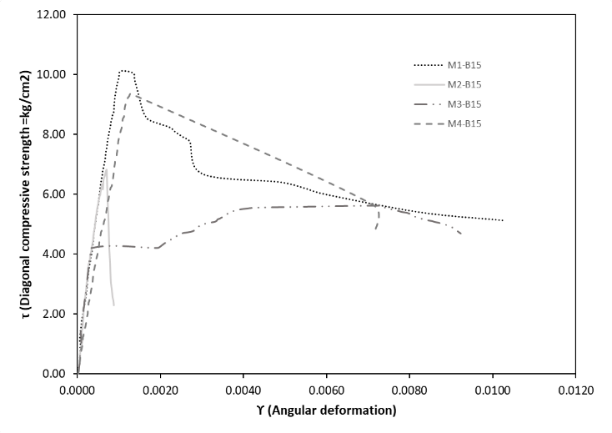 12.00
10.00
8.00
6.00
4.00
2.00
0.00
τ (Diagonal compressive strength =kg/cm2)
M1-B15
M2-B15
M3-B15
M4-B15
0.0000 0.0020 0.0040 0.0060 0.0080 0.0100 0.0120
ϒ (Angular deformation)